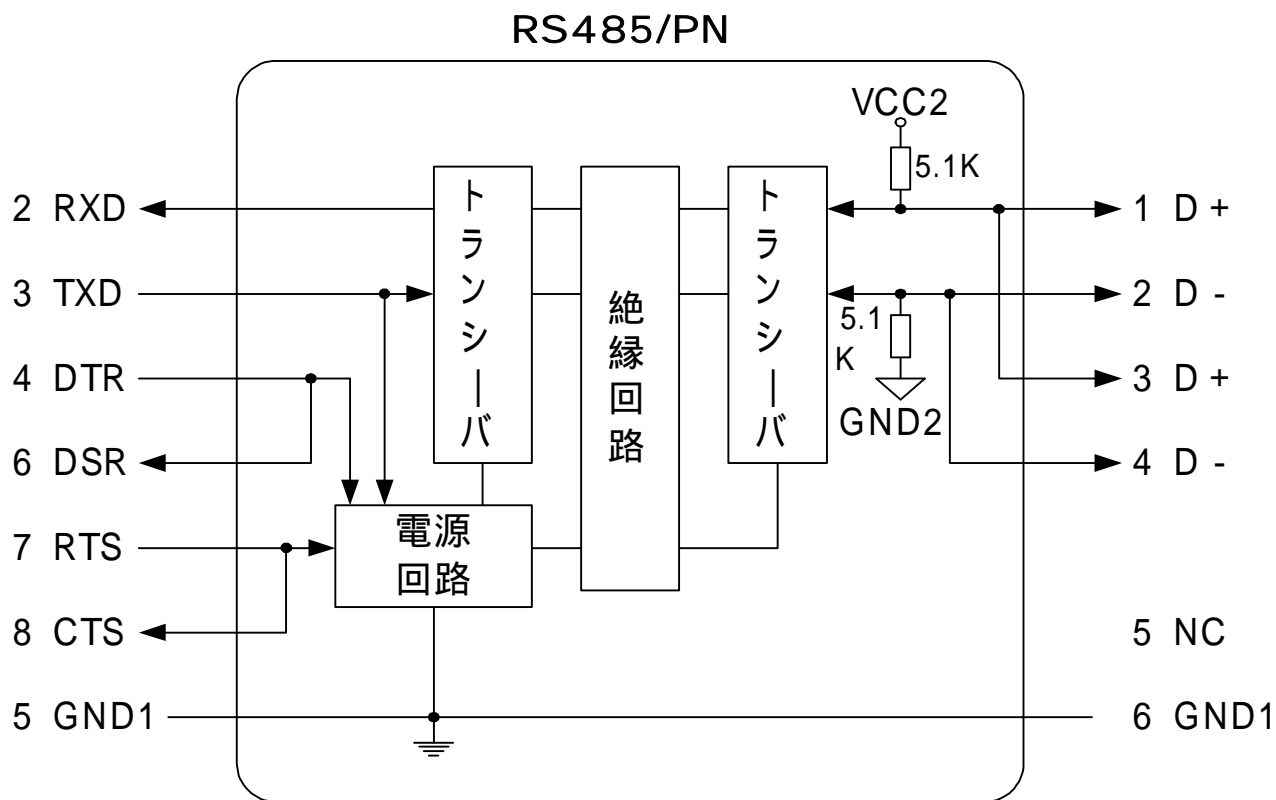 RS485/PN
VCC2
5.1K
2 RXD
3 TXD
4 DTR
6 DSR
7 RTS
8 CTS
5 GND1
トランシーバ
絶縁回路
トランシーバ
電源
回路
5.1
K
GND2
1 D+
2 D-
3 D+
4 D-
5 NC
6 GND1